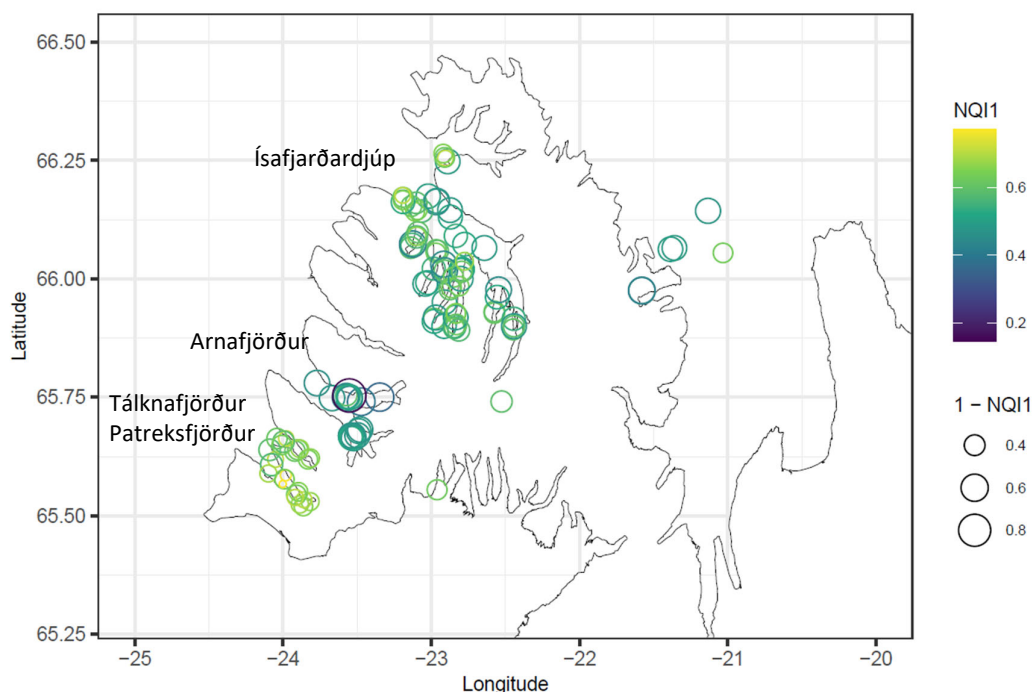 66.50
66.25
66.00
65.75
65.50
65.25
Latitude
Ísafjarðardjúp
Arnafjörður
Tálknafjörður
Patreksfjörður
−25
−24
−23
−22
−21
−20
Longitude
NQI1
0.6
0.4
0.2
1 − NQI1
0.4
0.6
0.8